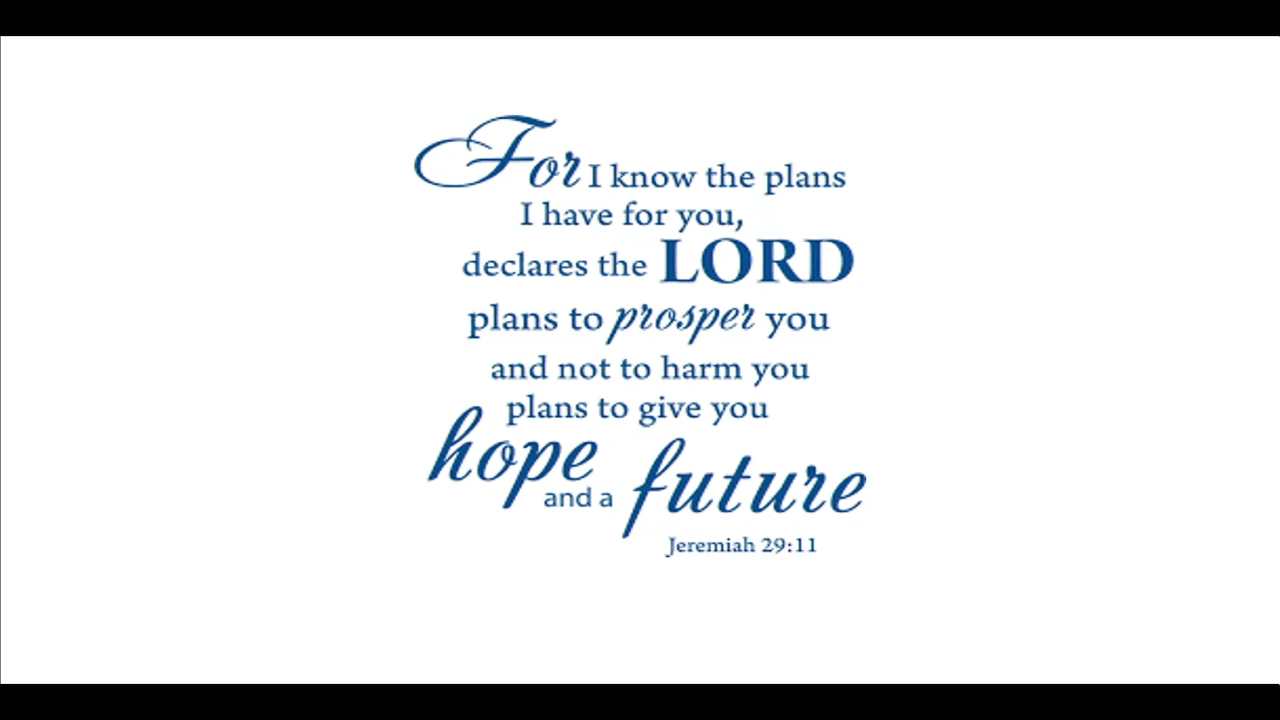 For I know the plans
I have for you,
declares the LORD
plans to prosper you
and not to harm you
plans to give you
hope and a future
Jeremiah 29:11